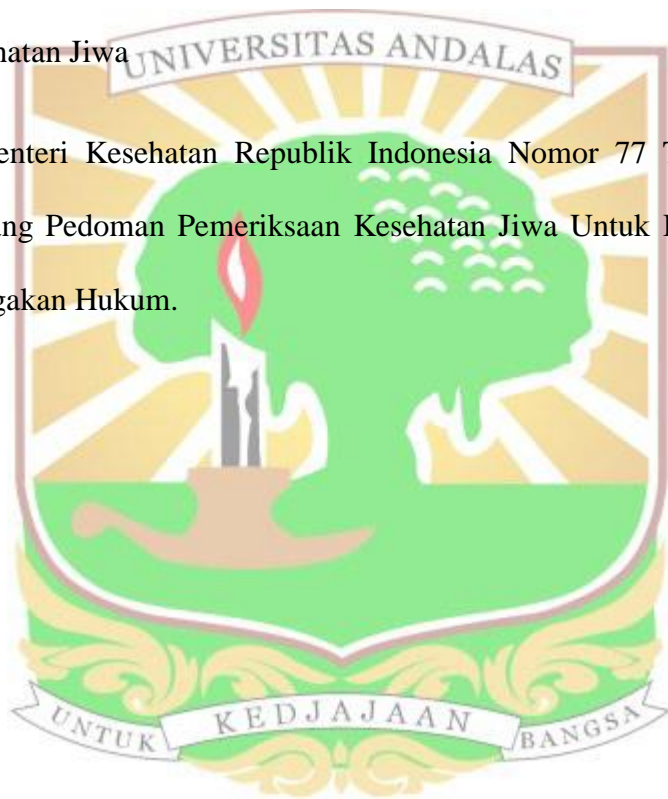 UNIVERSITAS ANDALAS
hatan Jiwa
enteri Kesehatan Republik Indonesia Nomor 77 T
ng Pedoman Pemeriksaan Kesehatan Jiwa Untuk
gakan Hukum.
UNTUK KEDJAJAAN BANGSA